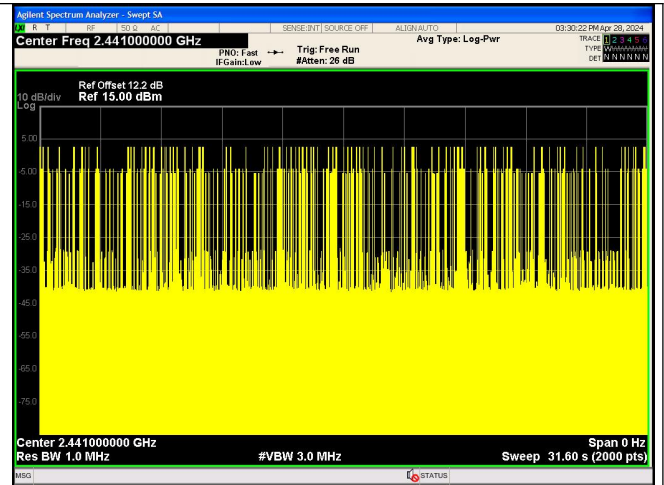 Agilent Spectrum Analyzer - Swept SA
LXI R T RF 50 Ω AC SENSE:INT SOURCE OFF ALIGNAUTO 03:30:22 PM Apr 28, 2024
Center Freq 2.441000000 GHz
PNO: Fast
IFGain:Low
Trig: Free Run
#Atten: 26 dB
Avg Type: Log-Pwr
TRACE 1 2 3 4 5 6
TYPE
DET N N N N N N
Ref Offset 12.2 dB
10 dB/div Ref 15.00 dBm
Log
5.00
-5.00
-15.0
-25.0
-35.0
-45.0
-55.0
-65.0
-75.0
Center 2.441000000 GHz Span 0 Hz
Res BW 1.0 MHz #VBW 3.0 MHz Sweep 31.60 s (2000 pts)
MSG STATUS